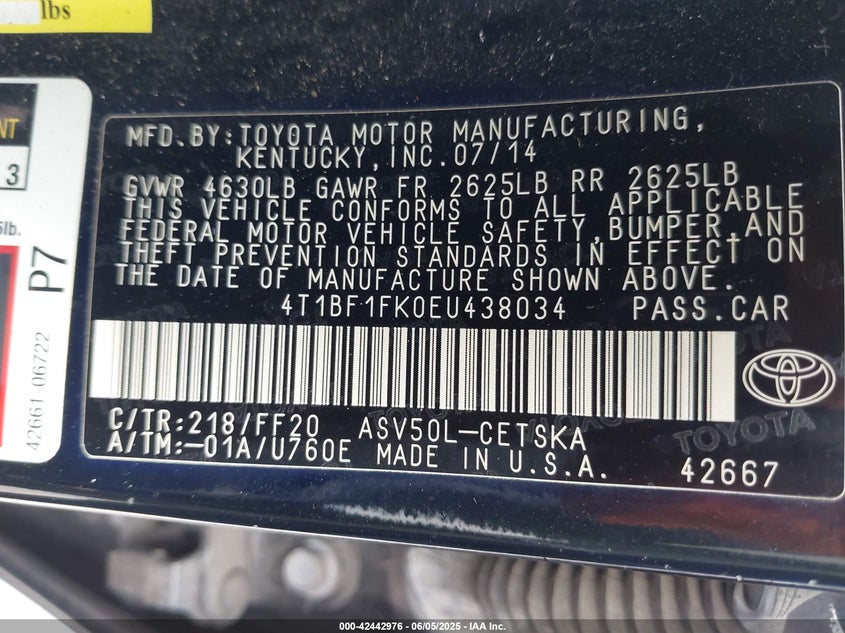 lbs
NT
3
5lb.
P7
42661-06722
MFD.BY:TOYOTA MOTOR MANUFACTURING,
KENTUCKY,INC.07/14
GVWR 4630LB GAWR FR 2625LB RR 2625LB
THIS VEHICLE CONFORMS TO ALL APPLICABLE
FEDERAL MOTOR VEHICLE SAFETY,BUMPER,AND
THEFT PREVENTION STANDARDS IN EFFECT ON
THE DATE OF MANUFACTURE SHOWN ABOVE.
4T1BF1FK0EU438034 PASS.CAR
C/TR:218/FF20 ASV50L-CETSKA
A/TM:-01A/U760E MADE IN U.S.A.
TOYOTA
42667
000-42442976 - 06/05/2025 - IAA Inc.